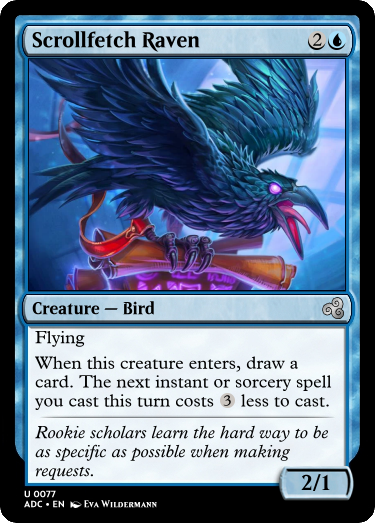 Scrollfetch Raven 2
Creature — Bird
Flying
When this creature enters, draw a
card. The next instant or sorcery spell
you cast this turn costs 3 less to cast.
Rookie scholars learn the hard way to be
as specific as possible when making
requests.
2/1
U 0077
ADC • EN Eva Wildermann